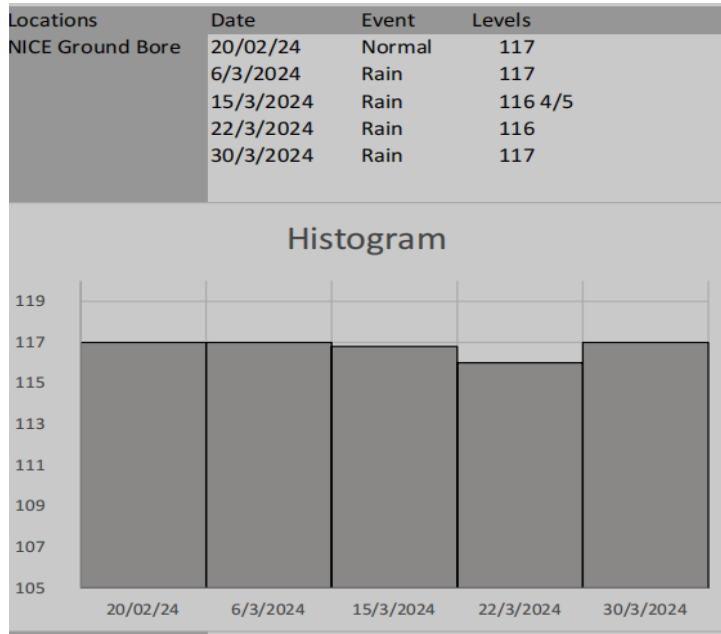 Locations Date Event Levels
NICE Ground Bore 20/02/24 Normal 117
6/3/2024 Rain 117
15/3/2024 Rain 116 4/5
22/3/2024 Rain 116
30/3/2024 Rain 117
Histogram
119
117
115
113
111
109
107
105
20/02/24 6/3/2024 15/3/2024 22/3/2024 30/3/2024